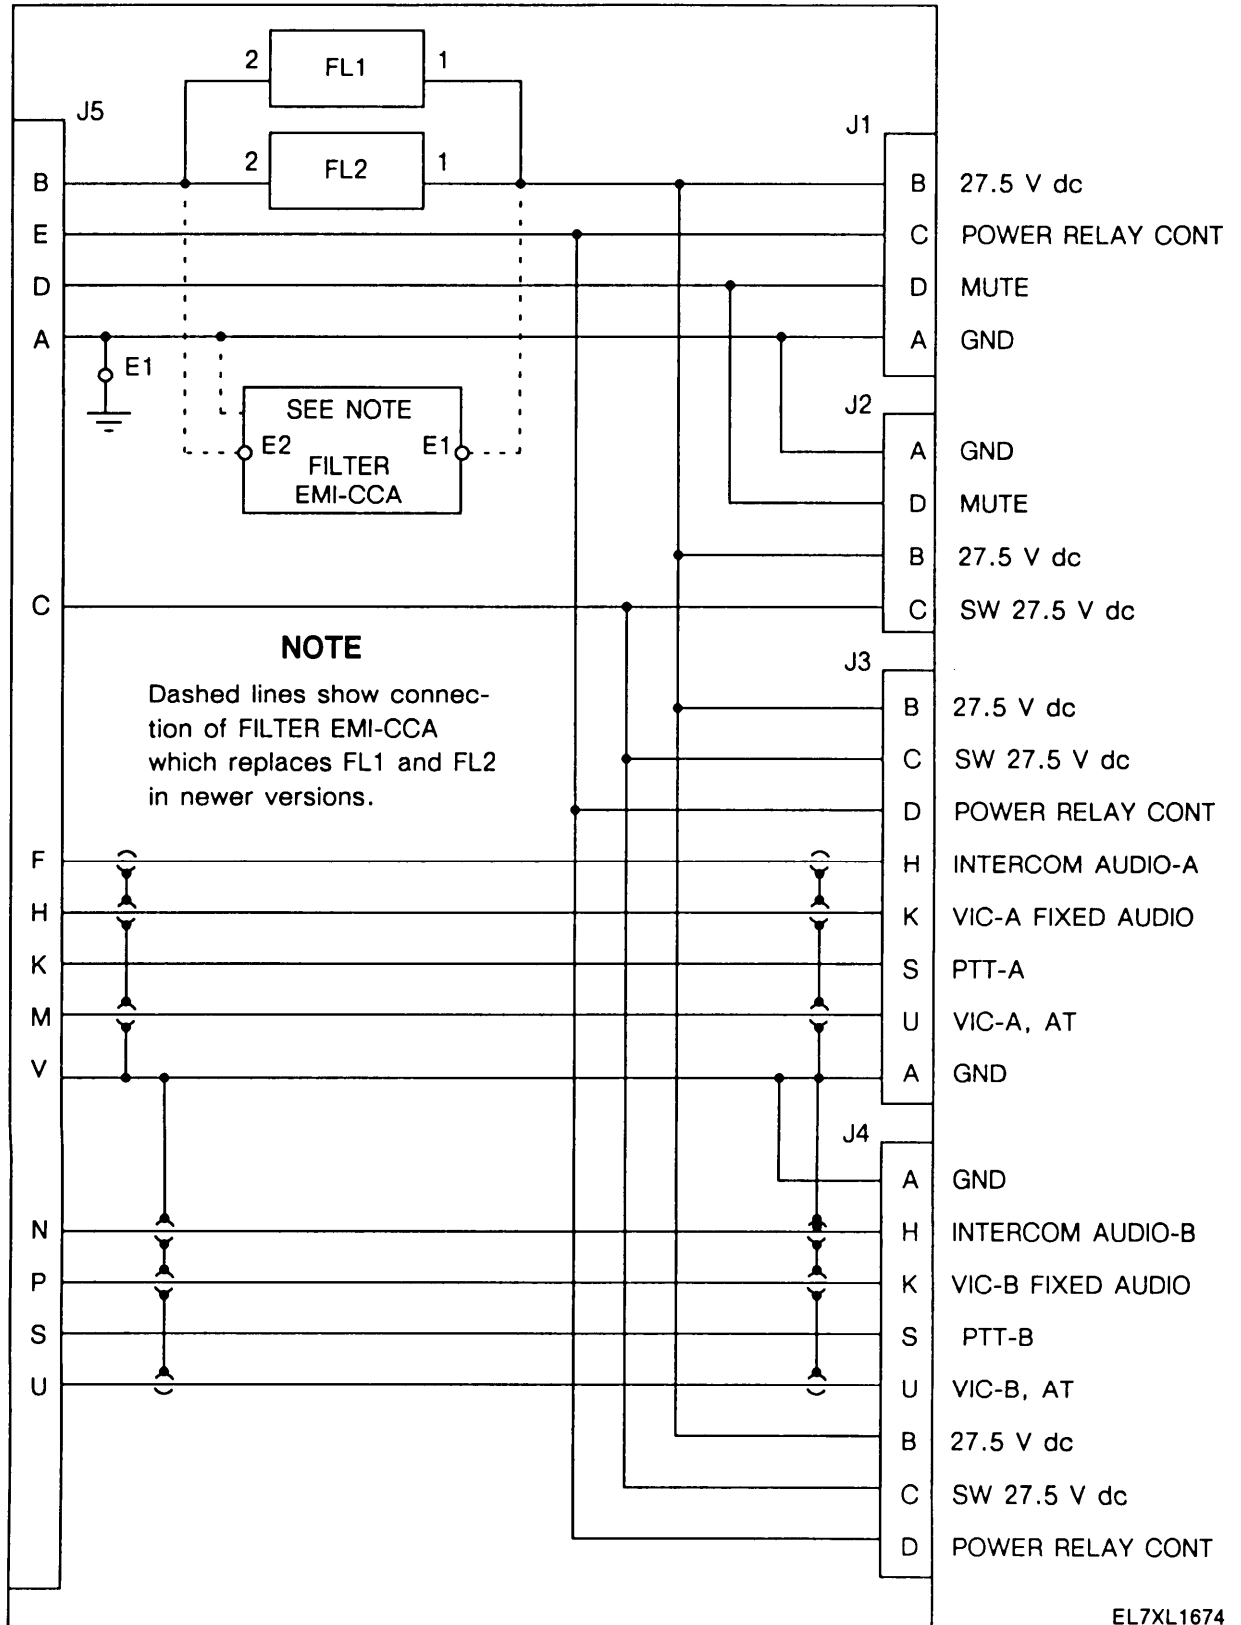 2 FL1 1
J5
J1
2 FL2 1
B B 27.5 V dc
E C POWER RELAY CONT
D D MUTE
A A GND
E1
J2
SEE NOTE
E2 E1
FILTER
EMI-CCA
A GND
D MUTE
B 27.5 V dc
C C SW 27.5 V dc
NOTE
Dashed lines show connec-
tion of FILTER EMI-CCA
which replaces FL1 and FL2
in newer versions.
J3
B 27.5 V dc
C SW 27.5 V dc
D POWER RELAY CONT
F H INTERCOM AUDIO-A
H K VIC-A FIXED AUDIO
K S PTT-A
M U VIC-A, AT
V A GND
J4
A GND
N H INTERCOM AUDIO-B
P K VIC-B FIXED AUDIO
S S PTT-B
U U VIC-B, AT
B 27.5 V dc
C SW 27.5 V dc
D POWER RELAY CONT
EL7XL1674